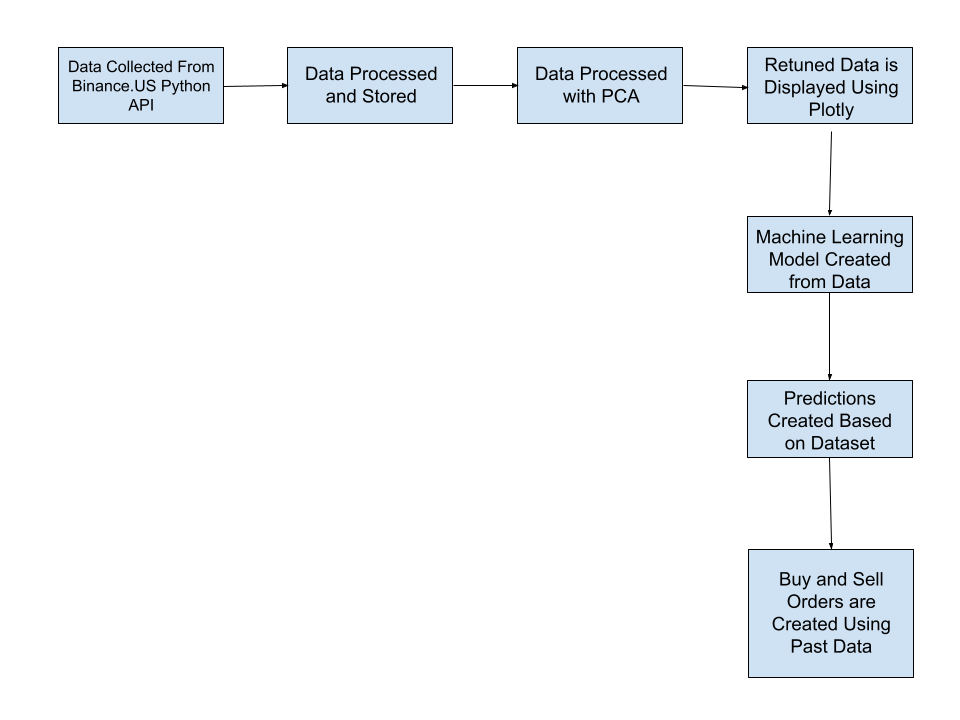 Data Collected From
Binance.US Python
API
Data Processed
and Stored
Data Processed
with PCA
Retuned Data is
Displayed Using
Plotly
Machine Learning
Model Created
from Data
Predictions
Created Based
on Dataset
Buy and Sell
Orders are
Created Using
Past Data